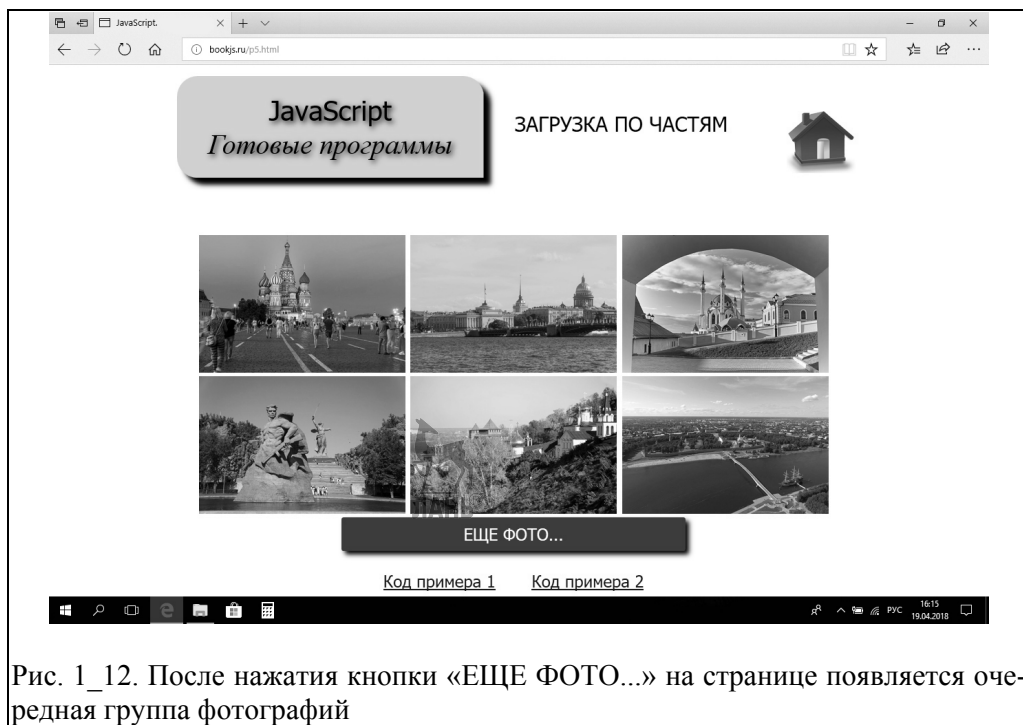 JavaScript.
bookjs.ru/p5.html
JavaScript
Готовые программы
ЗАГРУЗКА ПО ЧАСТЯМ
ЛАНЬ
ЕЩЕ ФОТО...
Код примера 1 Код примера 2
РУС
16:15
19.04.2018
Рис. 1_12. После нажатия кнопки «ЕЩЕ ФОТО...» на странице появляется оче-
редная группа фотографий